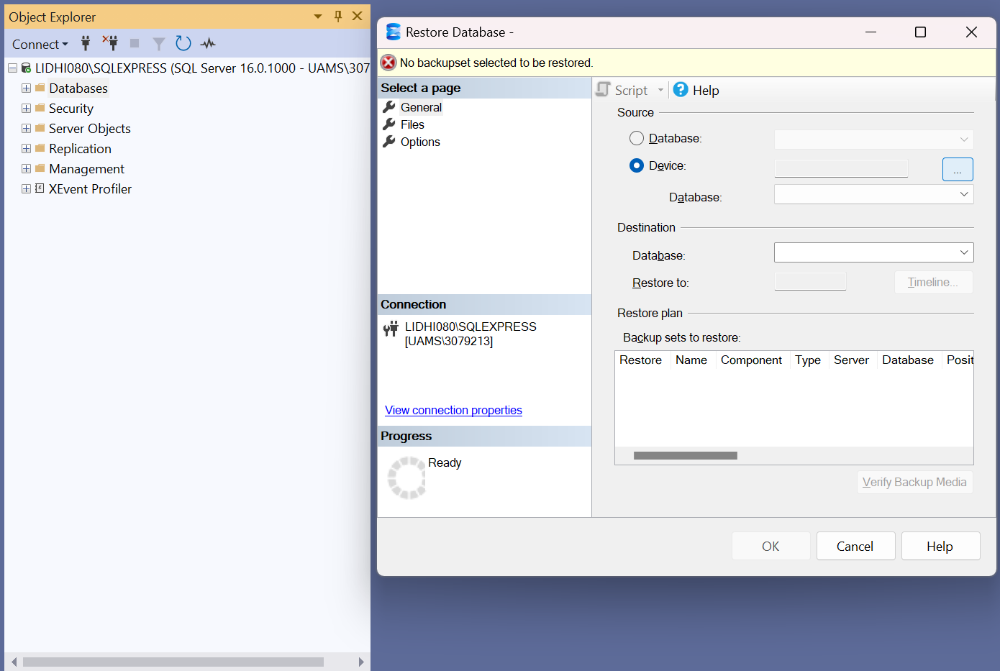 Object Explorer
Connect
LIDHI080\SQLEXPRESS (SQL Server 16.0.1000 - UAMS\307
Databases
Security
Server Objects
Replication
Management
XEvent Profiler
Restore Database -
No backupset selected to be restored.
Select a page
General
Files
Options
Connection
LIDHI080\SQLEXPRESS
[UAMS\3079213]
View connection properties
Progress
Ready
Script
Help
Source
Database:
Device:
...
Database:
Destination
Database:
Restore to:
Timeline...
Restore plan
Backup sets to restore:
Restore Name Component Type Server Database Posit
Verify Backup Media
OK Cancel Help